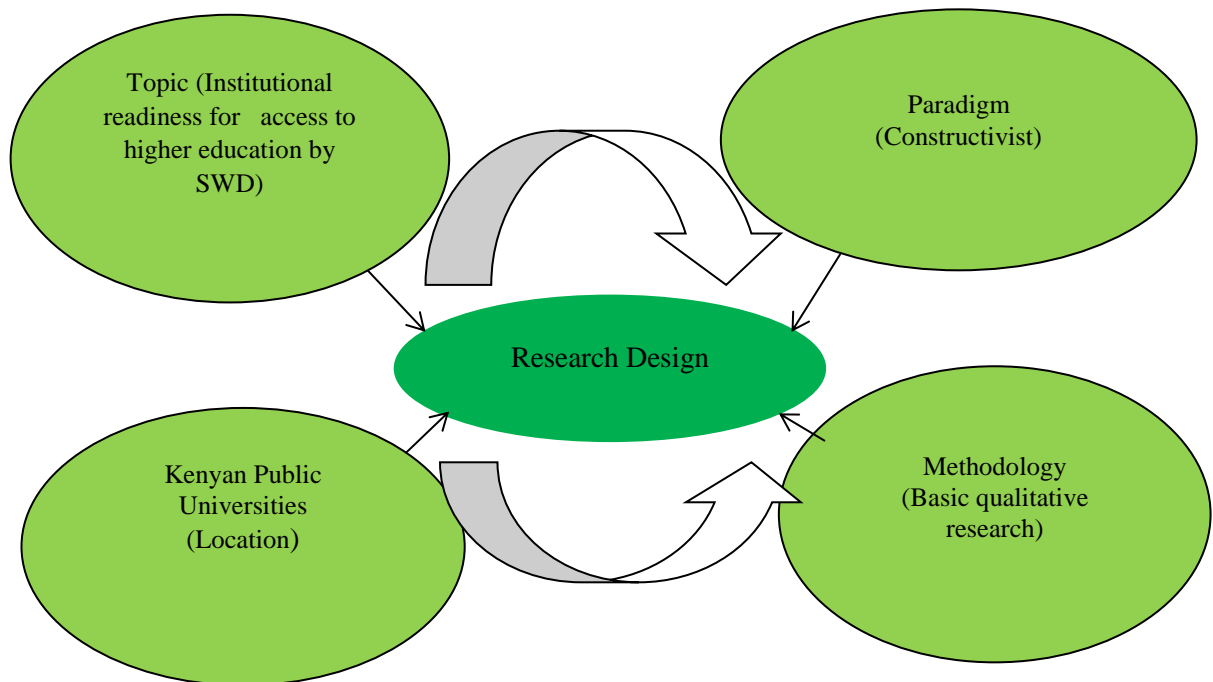 Topic (Institutional
readiness for access to
higher education by
SWD)
Paradigm
(Constructivist)
Research Design
Kenyan Public
Universities
(Location)
Methodology
(Basic qualitative
research)